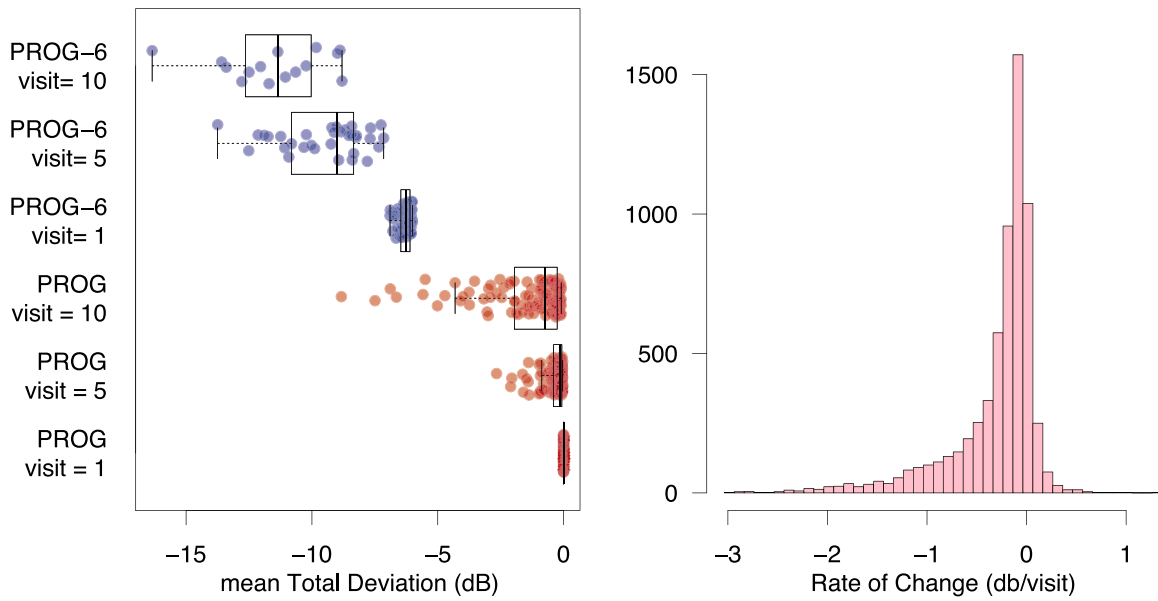 PROG−6
visit= 10
PROG−6
visit= 5
PROG−6
visit= 1
PROG
visit = 10
PROG
visit = 5
PROG
visit = 1
−15
−10
−5
0
mean Total Deviation (dB)
1500
1000
500
0
−3
−2
−1
0
1
Rate of Change (db/visit)